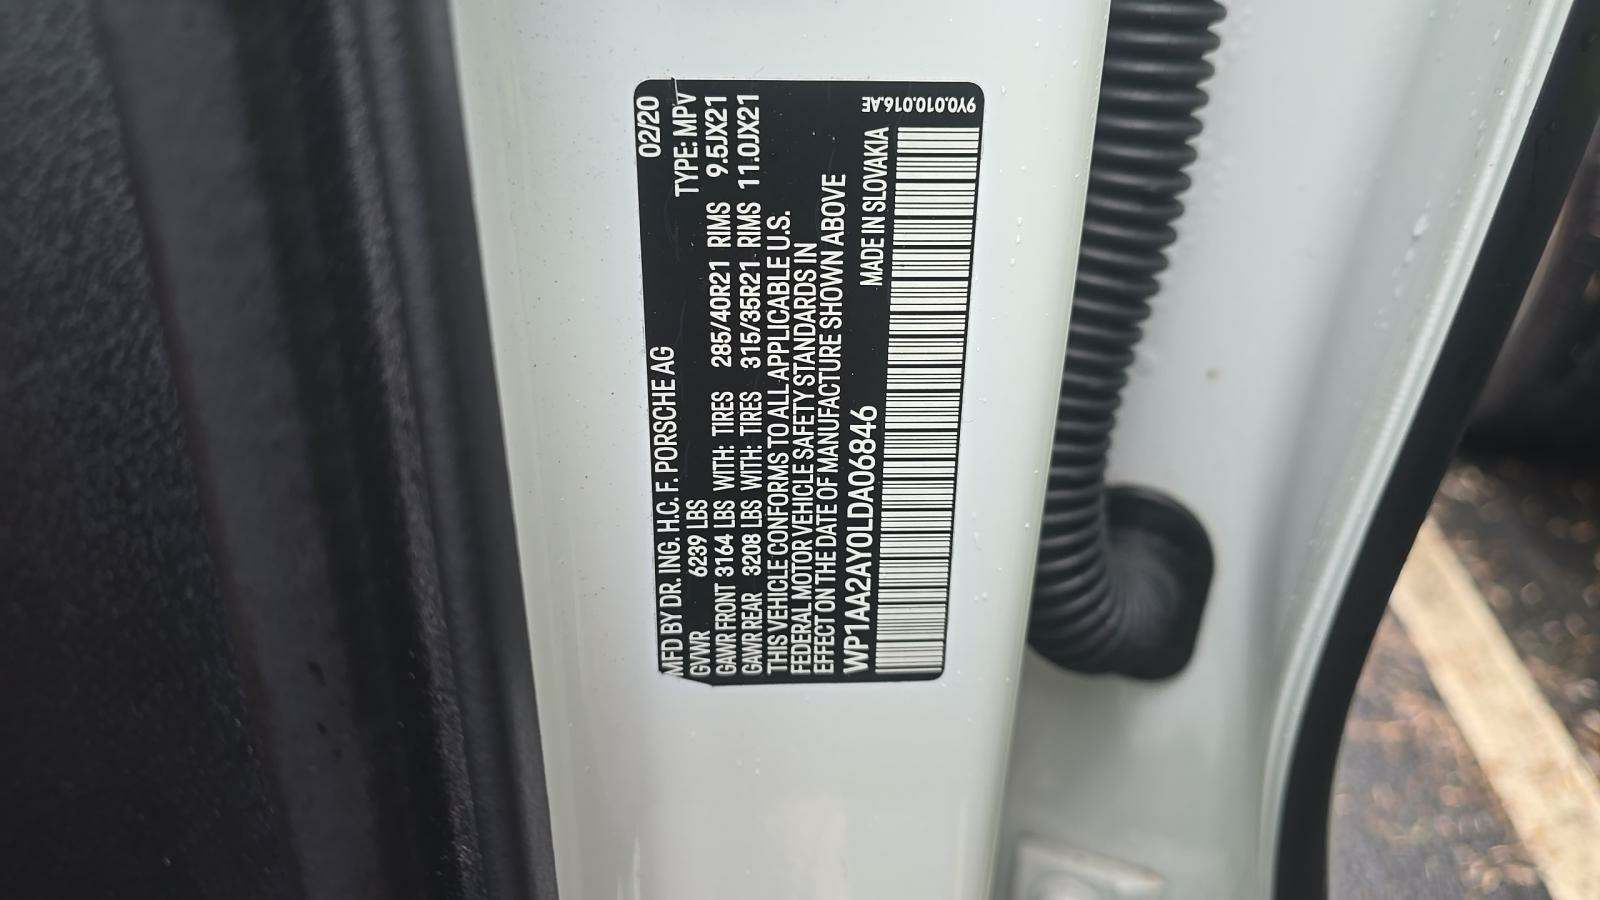 MFD BY DR. ING. H.C. F. PORSCHE AG 02/20
GVWR 6239 LBS TYPE: MPV
GAWR FRONT 3164 LBS WITH: TIRES 285/40R21 RIMS 9.5JX21
GAWR REAR 3208 LBS WITH: TIRES 315/35R21 RIMS 11.0JX21
THIS VEHICLE CONFORMS TO ALL APPLICABLE U.S.
FEDERAL MOTOR VEHICLE SAFETY STANDARDS IN
EFFECT ON THE DATE OF MANUFACTURE SHOWN ABOVE
WP1AA2AY0LDA06846 MADE IN SLOVAKIA
9Y0.010.016.AE